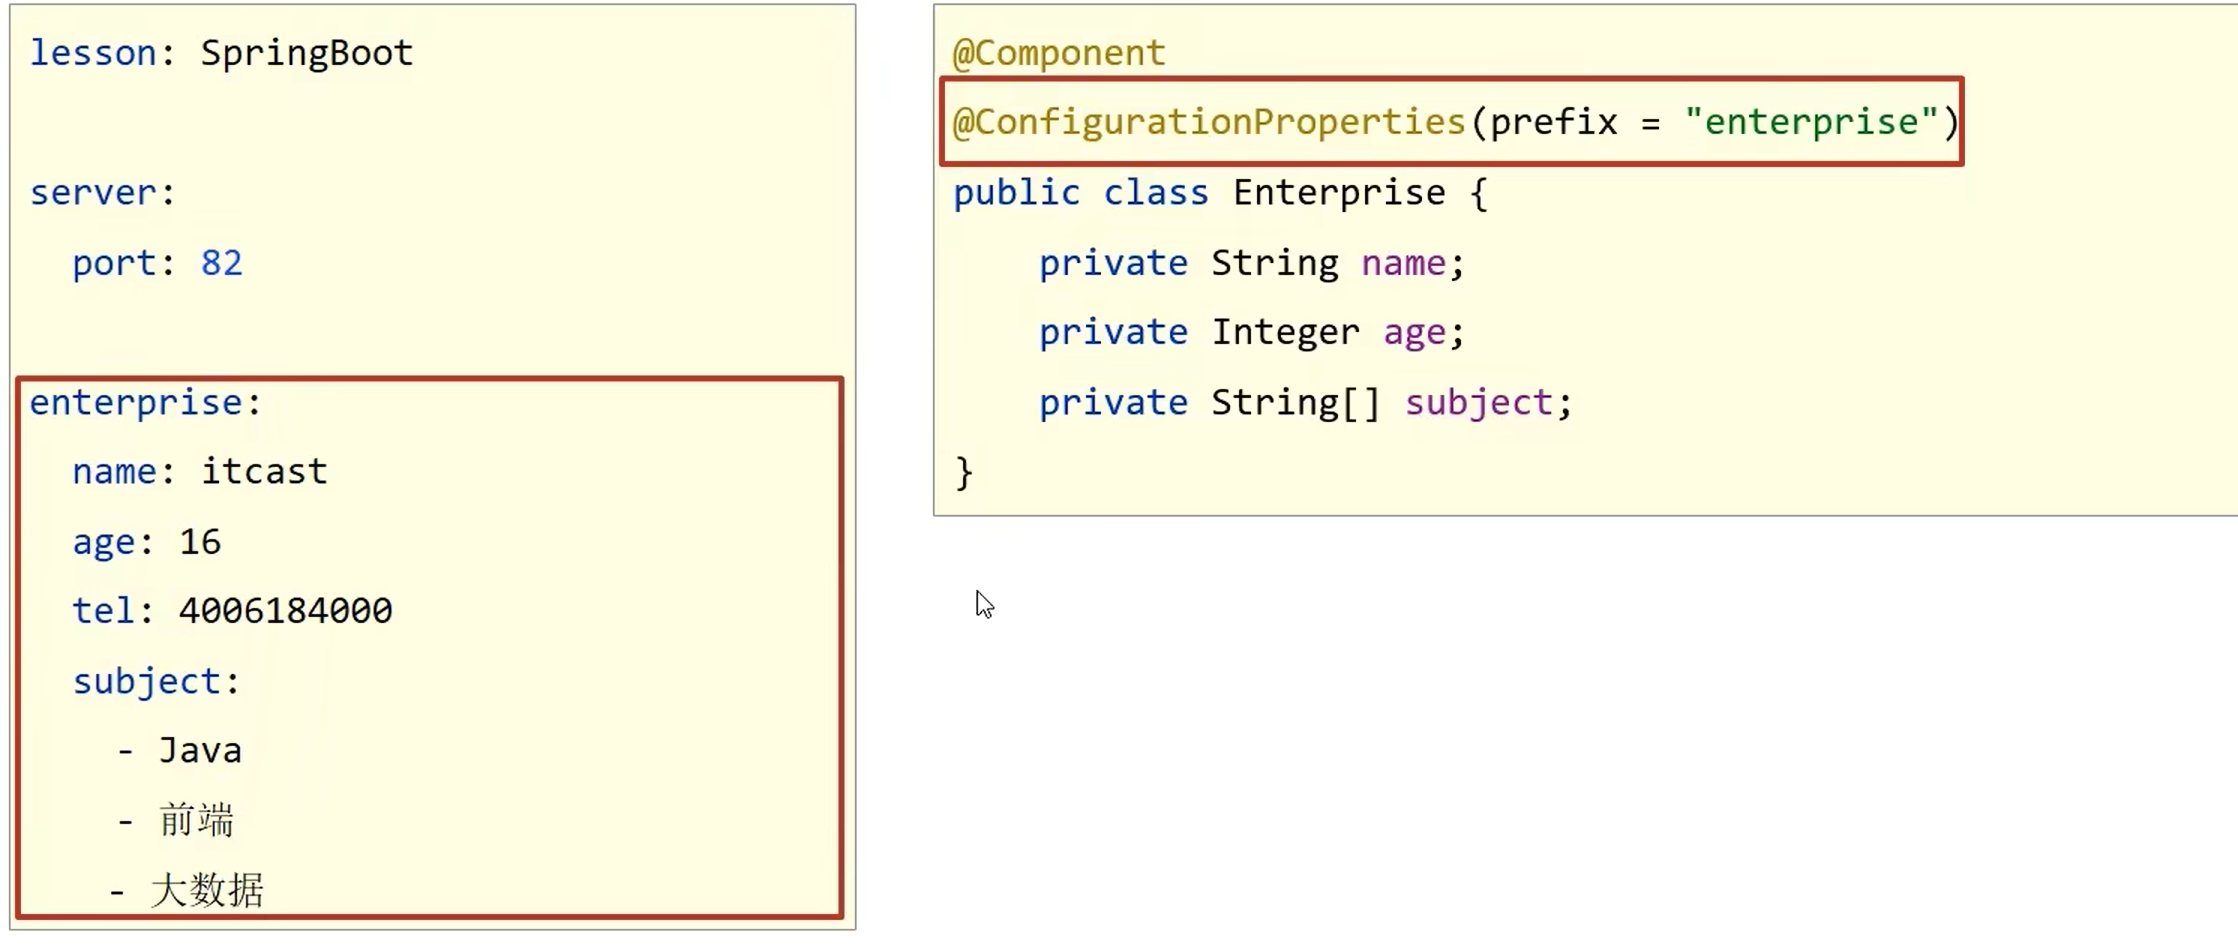 lesson: SpringBoot
server:
  port: 82
enterprise:
  name: itcast
  age: 16
  tel: 4006184000
  subject:
    - Java
    - 前端
    - 大数据
@Component
@ConfigurationProperties(prefix = "enterprise")
public class Enterprise {
    private String name;
    private Integer age;
    private String[] subject;
}